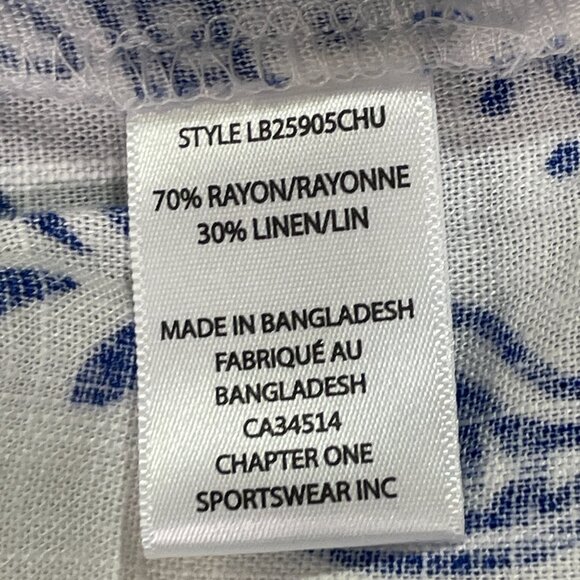 STYLE LB25905CHU
70% RAYON/RAYONNE
30% LINEN/LIN
MADE IN BANGLADESH
FABRIQUÉ AU
BANGLADESH
CA34514
CHAPTER ONE
SPORTSWEAR INC